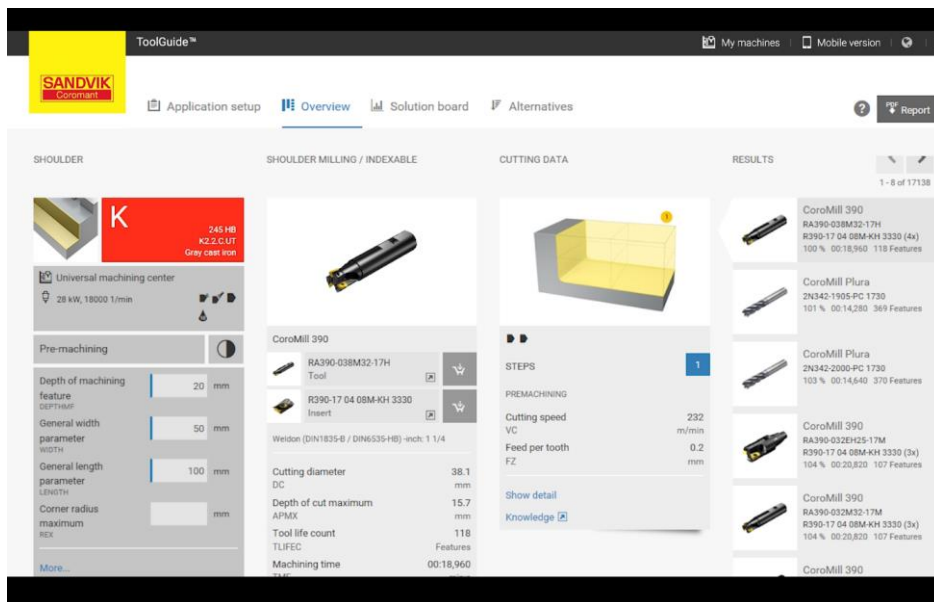 ToolGuide™
My machines
Mobile version
SANDVIK
Coromant
Application setup
Overview
Solution board
Alternatives
?
PDF
Report
SHOULDER
SHOULDER MILLING / INDEXABLE
CUTTING DATA
RESULTS
1 - 8 of 17138
K
245 HB
K2.2.C.UT
Grey cast iron
Universal machining center
28 kW, 18000 1/min
Pre-machining
Depth of machining
feature
DEPTHMF
20 mm
General width
parameter
WIDTH
50 mm
General length
parameter
LENGTH
100 mm
Corner radius
maximum
REX
mm
More...
CoroMill 390
RA390-038M32-17H
Tool
R390-17 04 08M-KH 3330
Insert
Weldon (DIN1835-B / DIN6535-HB) -inch: 1 1/4
Cutting diameter 38.1
DC mm
Depth of cut maximum 15.7
APMX mm
Tool life count 118
TLIFEC Features
Machining time 00:18,960
1
STEPS 1
PREMACHINING
Cutting speed 232
VC m/min
Feed per tooth 0.2
FZ mm
Show detail
Knowledge
CoroMill 390
RA390-038M32-17H
R390-17 04 08M-KH 3330 (4x)
100 % 00:18,960 118 Features
CoroMill Plura
2N342-1905-PC 1730
101 % 00:14,280 369 Features
CoroMill Plura
2N342-2000-PC 1730
103 % 00:14,640 370 Features
CoroMill 390
RA390-032EH25-17M
R390-17 04 08M-KH 3330 (3x)
104 % 00:20,820 107 Features
CoroMill 390
RA390-032M32-17M
R390-17 04 08M-KH 3330 (3x)
104 % 00:20,820 107 Features
CoroMill 390